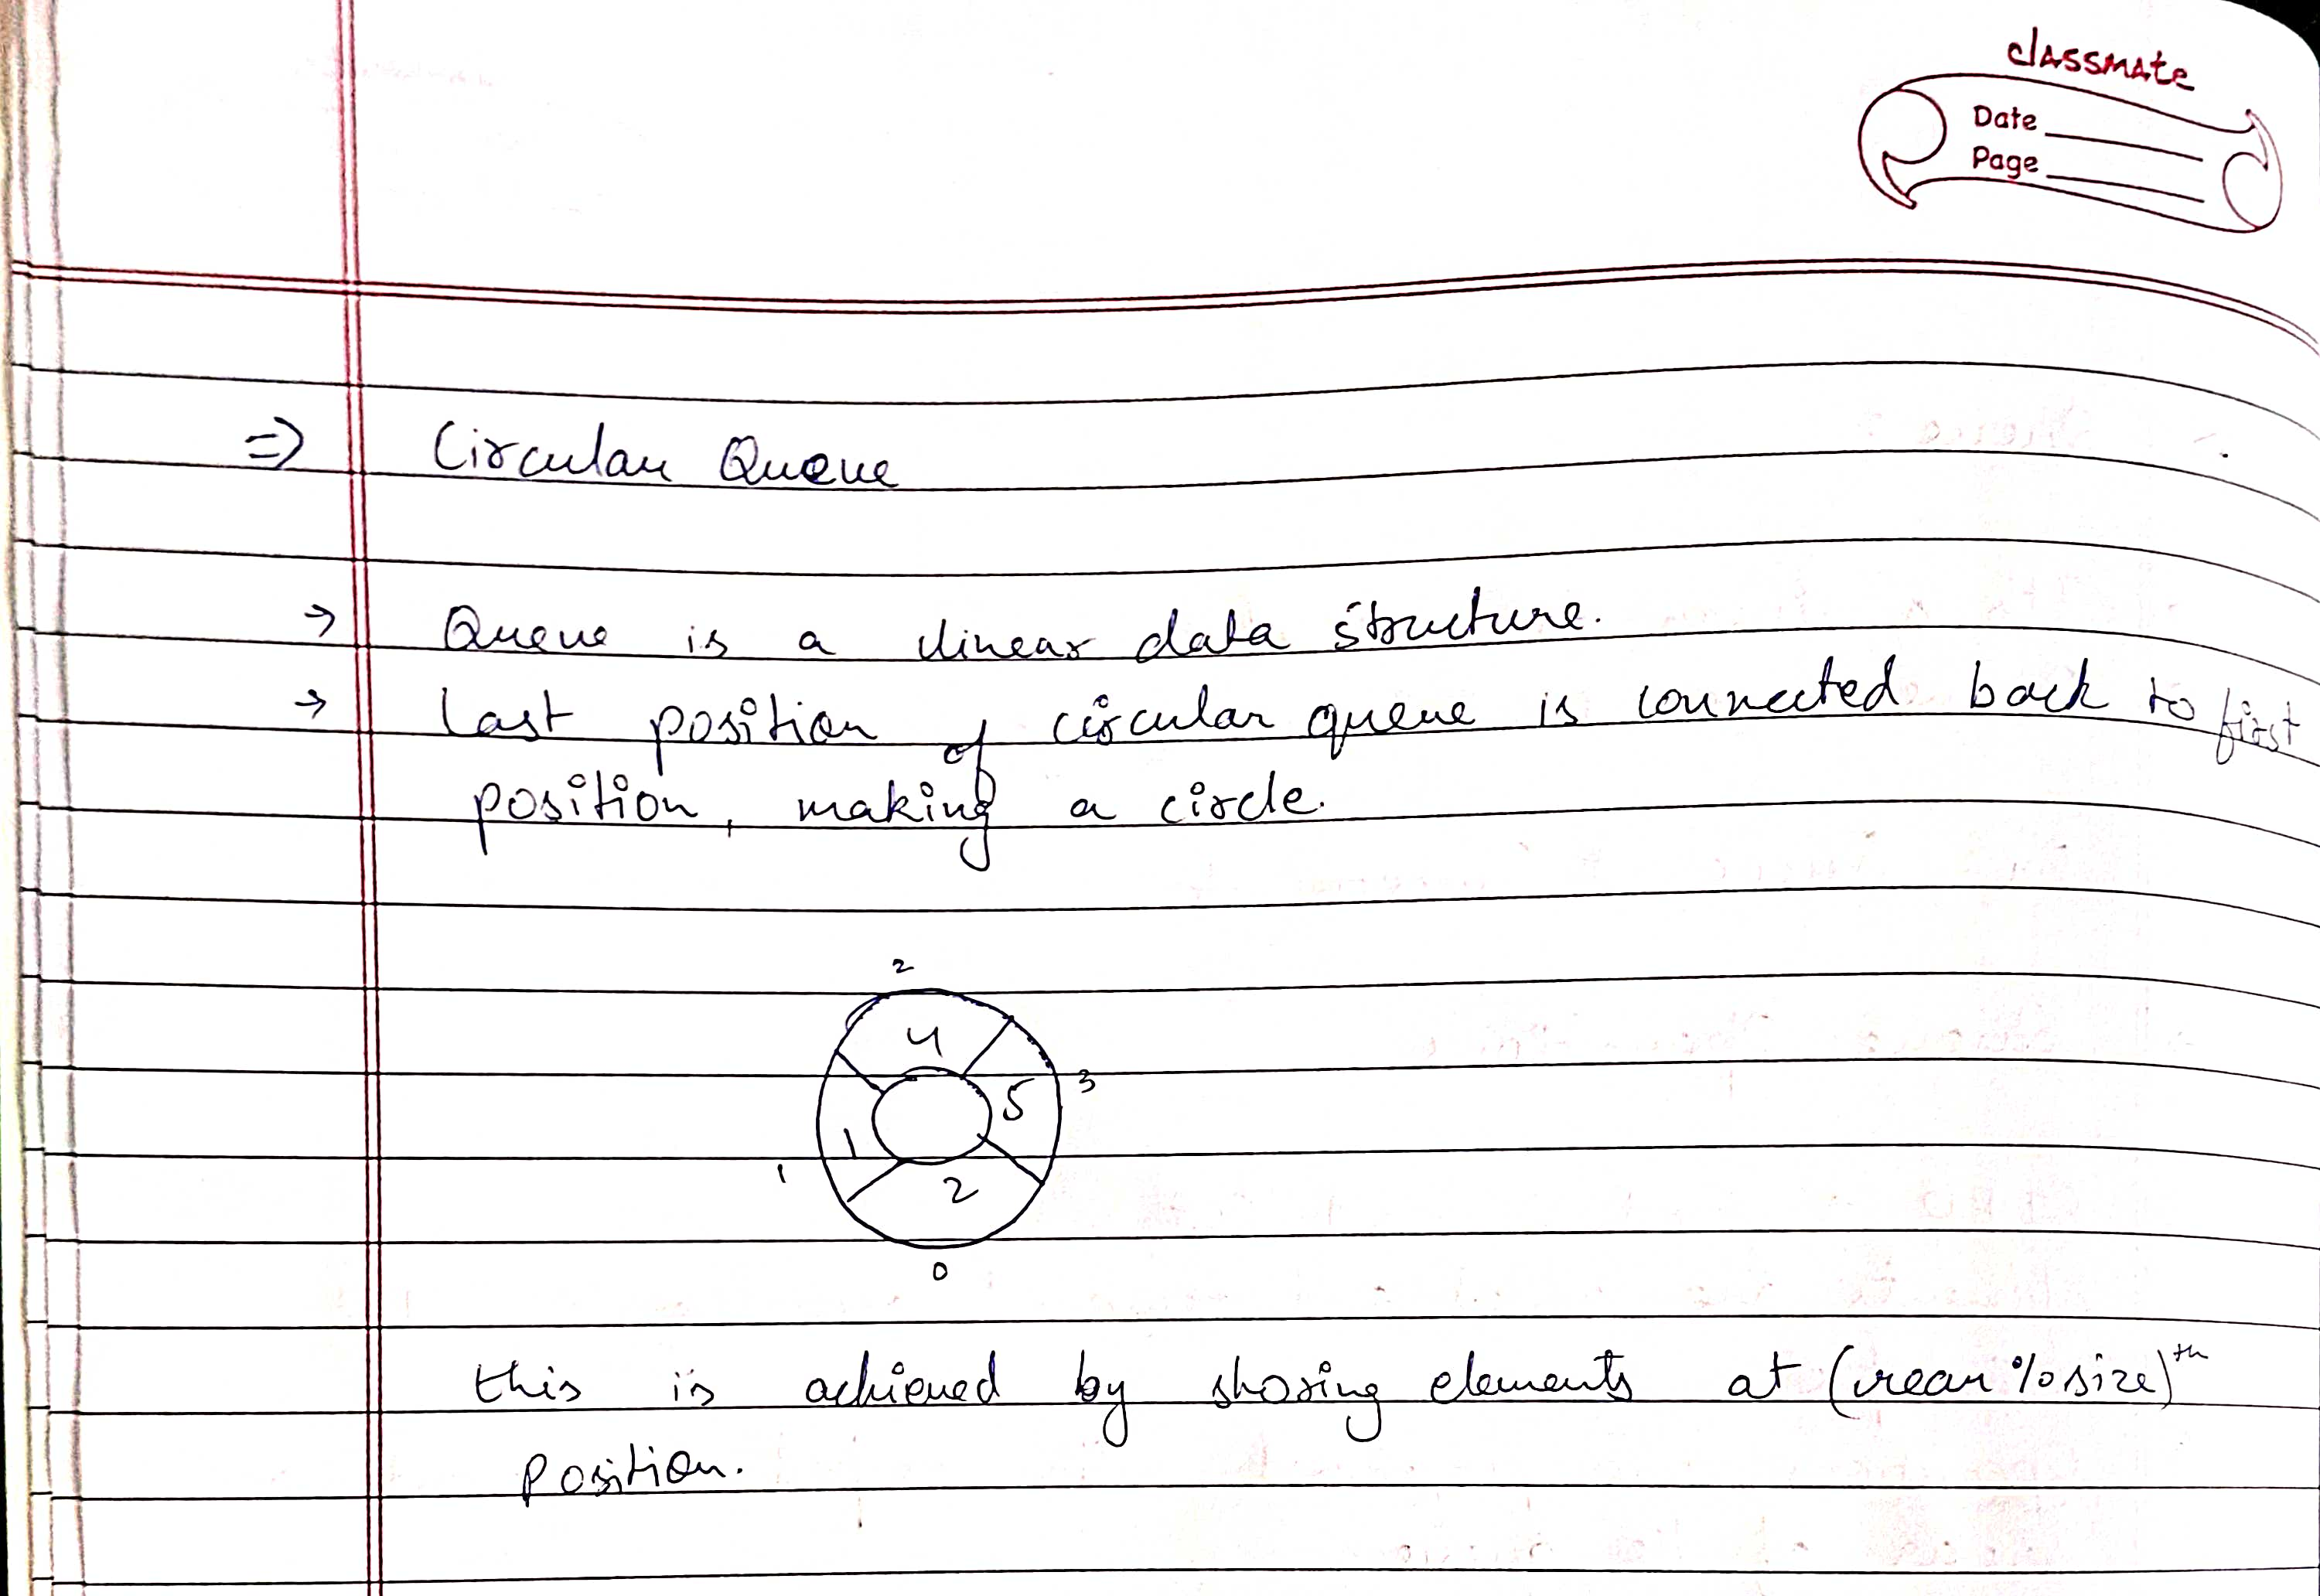 classmate
Date
Page
=> Circular Queue
→ Queue is a linear data structure.
→ Last position of circular queue is connected back to first
position, making a circle.
2
4
3
5
1
1
2
0
this is achieved by storing elements at (rear % size)th
position.